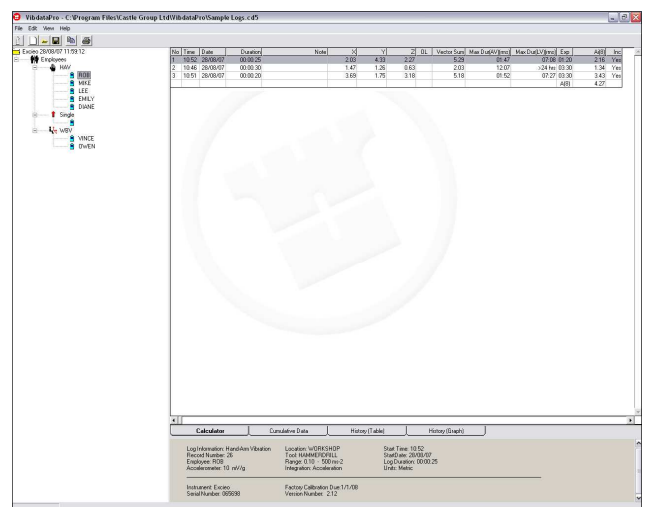 VibdataPro - C:\Program Files\Castle Group Ltd\VibdataPro\Sample Logs.cd5
File Edit View Help
Excieo 28/08/07 11:59:12
Employees
HAV
ROB
MIKE
LEE
EMILY
DIANE
Single
WBV
VINCE
OWEN
No Time Date Duration Note X Y Z OL Vector Sum Max Dur(AV)(rms) Max Dur(LV)(rms) Exp A(8) Inc
1 10:52 28/08/07 00:00:25 2.03 4.33 2.27 5.29 01:47 07:08 01:20 2.16 Yes
2 10:46 28/08/07 00:00:30 1.47 1.26 0.63 2.03 12:07 >24 hrs 03:30 1.34 Yes
3 10:51 28/08/07 00:00:20 3.69 1.75 3.18 5.18 01:52 07:27 03:30 3.43 Yes
A(8) 4.27
Calculator Cumulative Data History (Table) History (Graph)
Log Information: Hand-Arm Vibration Location: WORKSHOP Start Time: 10:52
Record Number: 26 Tool: HAMMERDRILL StartDate: 28/08/07
Employee: ROB Range: 0.10 - 500 ms-2 Log Duration: 00:00:25
Accelerometer: 10 mV/g Integration: Acceleration Units: Metric
Instrument: Excieo Factory Calibration Due:1/1/08
Serial Number: 065698 Version Number: 2.12